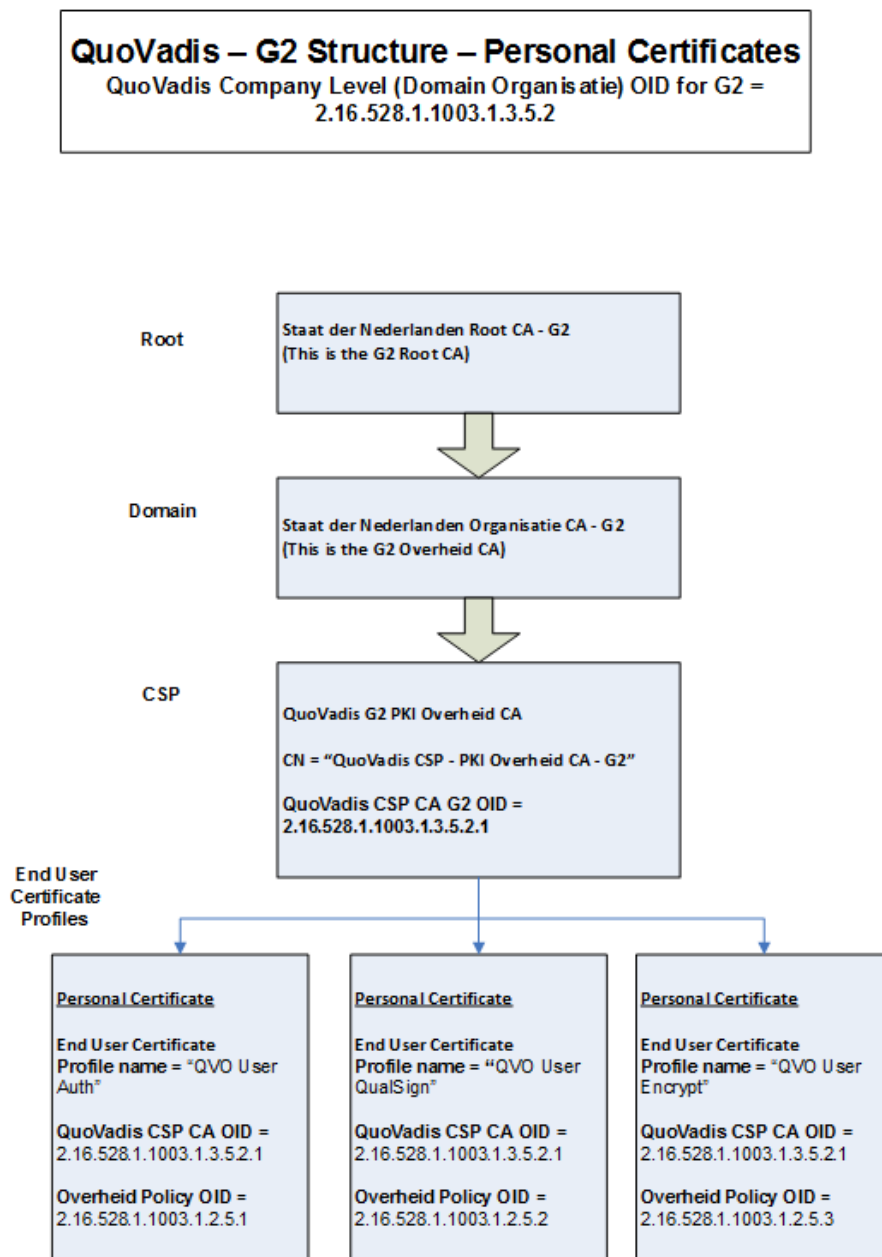 QuoVadis – G2 Structure – Personal Certificates
QuoVadis Company Level (Domain Organisatie) OID for G2 =
2.16.528.1.1003.1.3.5.2
Root
Staat der Nederlanden Root CA - G2
(This is the G2 Root CA)
Domain
Staat der Nederlanden Organisatie CA - G2
(This is the G2 Overheid CA)
CSP
QuoVadis G2 PKI Overheid CA
CN = “QuoVadis CSP - PKI Overheid CA - G2”
QuoVadis CSP CA G2 OID =
2.16.528.1.1003.1.3.5.2.1
End User
Certificate
Profiles
Personal Certificate
End User Certificate
Profile name = “QVO User
Auth”
QuoVadis CSP CA OID =
2.16.528.1.1003.1.3.5.2.1
Overheid Policy OID =
2.16.528.1.1003.1.2.5.1
Personal Certificate
End User Certificate
Profile name = “QVO User
QualSign”
QuoVadis CSP CA OID =
2.16.528.1.1003.1.3.5.2.1
Overheid Policy OID =
2.16.528.1.1003.1.2.5.2
Personal Certificate
End User Certificate
Profile name = “QVO User
Encrypt”
QuoVadis CSP CA OID =
2.16.528.1.1003.1.3.5.2.1
Overheid Policy OID =
2.16.528.1.1003.1.2.5.3